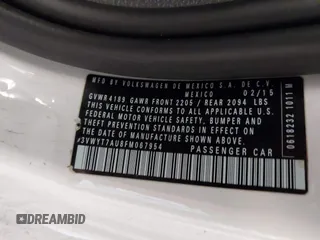 MFD BY VOLKSWAGEN DE MEXICO S.A. DE C.V.
MEXICO 02/15
GVWR 4189 GAWR FRONT 2205 / REAR 2094 LBS
THIS VEHICLE CONFORMS TO ALL APPLICABLE U.S.
FEDERAL MOTOR VEHICLE SAFETY, BUMPER, AND
THEFT PREVENTION STANDARDS IN EFFECT ON THE
DATE OF MANUFACTURE SHOWN ABOVE
3VWYT7AU8FM067954
PASSENGER CAR
0618232 1011 M
DREAMBID